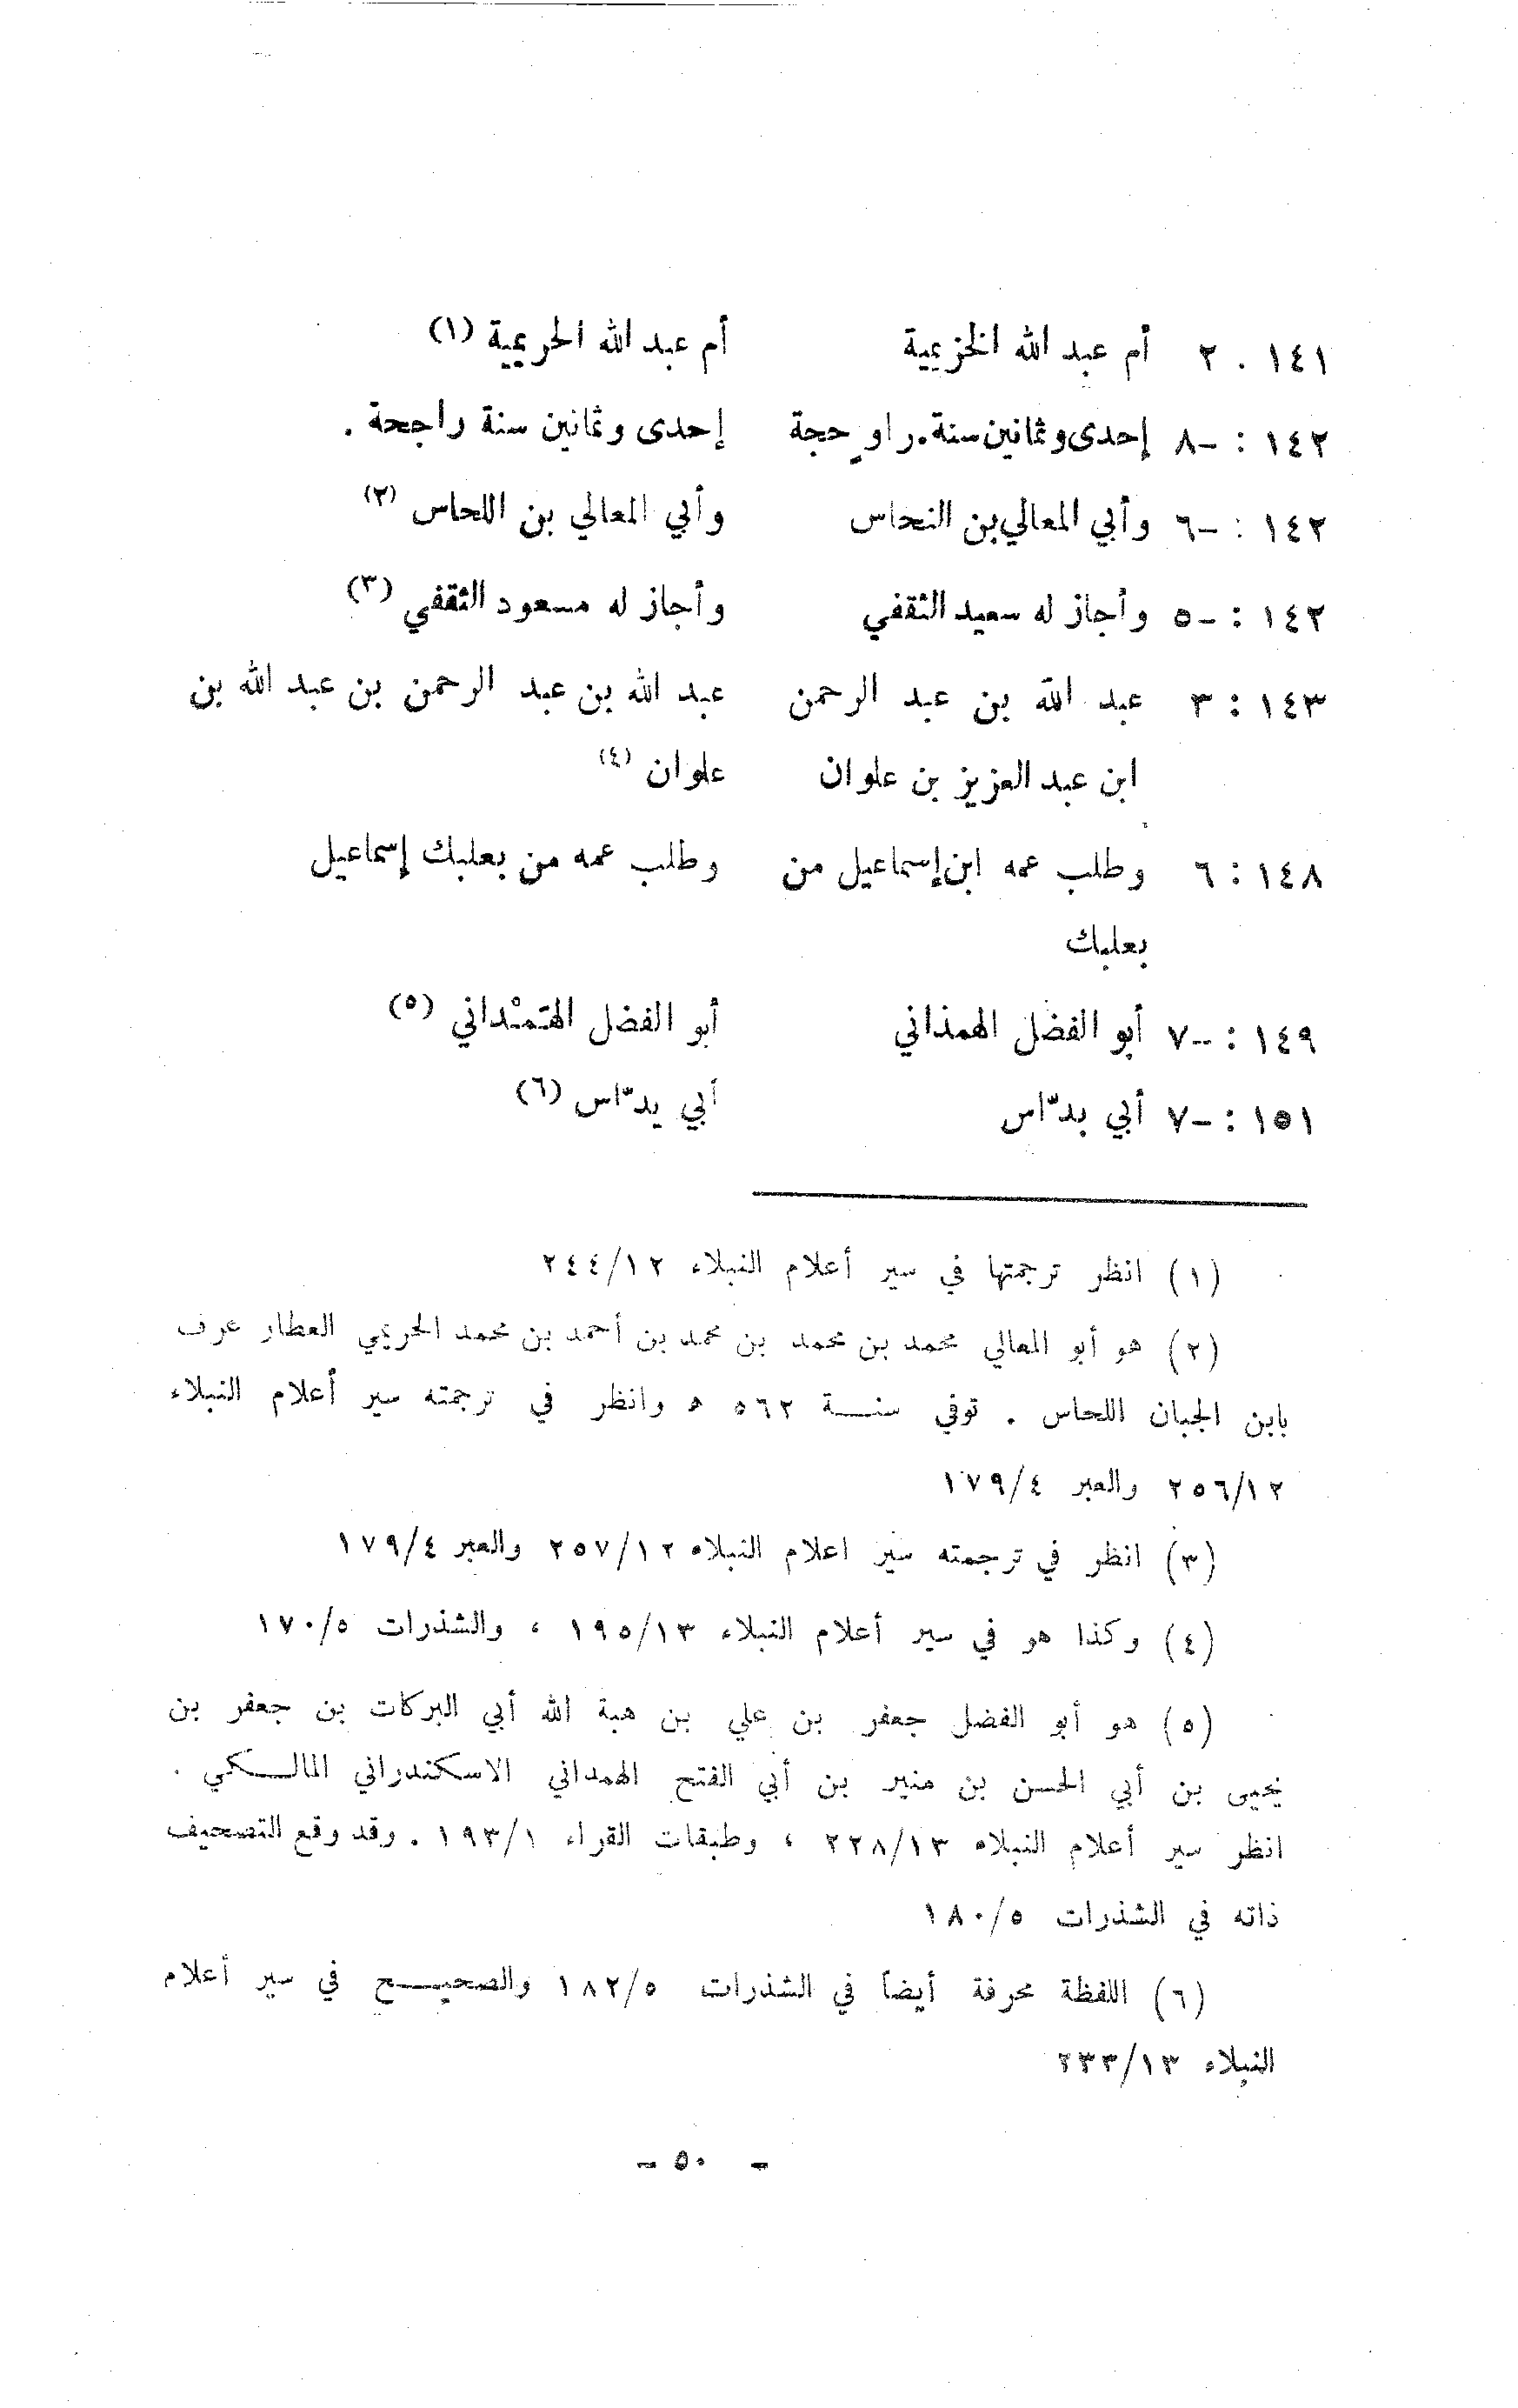 ١٤١ . ٢ أم عبد الله الخزيمية أم عبد الله الحريمية (١)
١٤٢ : -٨ إحدى وثمانين سنة. راوٍ حجة إحدى وثمانين سنة راجحة .
١٤٢ : -٦ وأبي المعالي بن النحاس وأبي المعالي بن اللحاس (٢)
١٤٢ : -٥ وأجاز له سعيد الثقفي وأجاز له مسعود الثقفي (٣)
١٤٣ : ٣ عبد الله بن عبد الرحمن عبد الله بن عبد الرحمن بن عبد الله بن
ابن عبد العزيز بن علوان علوان (٤)
١٤٨ : ٦ وطلب عمه ابن إسماعيل من وطلب عمه من بعلبك إسماعيل
بعلبك
١٤٩ : -٧ أبو الفضل الهمذاني أبو الفضل الهَمْداني (٥)
١٥١ : -٧ أبي بدّاس أبي يدّاس (٦)
(١) انظر ترجمتها في سير أعلام النبلاء ٢٤٤/١٢
(٢) هو أبو المعالي محمد بن محمد بن محمد بن أحمد بن محمد الحريمي العطار عرف
بابن الجبان اللحاس . توفي سنة ٥٦٢ ه وانظر في ترجمته سير أعلام النبلاء
٢٥٦/١٢ والعبر ١٧٩/٤
(٣) انظر في ترجمته سير اعلام النبلاء ٢٥٧/١٢ والعبر ١٧٩/٤
(٤) وكذا هو في سير أعلام النبلاء ١٩٥/١٣ ، والشذرات ١٧٠/٥
(٥) هو أبو الفضل جعفر بن علي بن هبة الله أبي البركات بن جعفر بن
يحيى بن أبي الحسن بن منير بن أبي الفتح الهمداني الاسكندراني المالكي .
انظر سير أعلام النبلاء ٢٢٨/١٣ ، وطبقات القراء ١٩٣/١ . وقد وقع التصحيف
ذاته في الشذرات ١٨٠/٥
(٦) اللفظة محرفة أيضاً في الشذرات ١٨٢/٥ والصحيح في سير أعلام
النبلاء ٢٣٣/١٣
- ٥٠ -